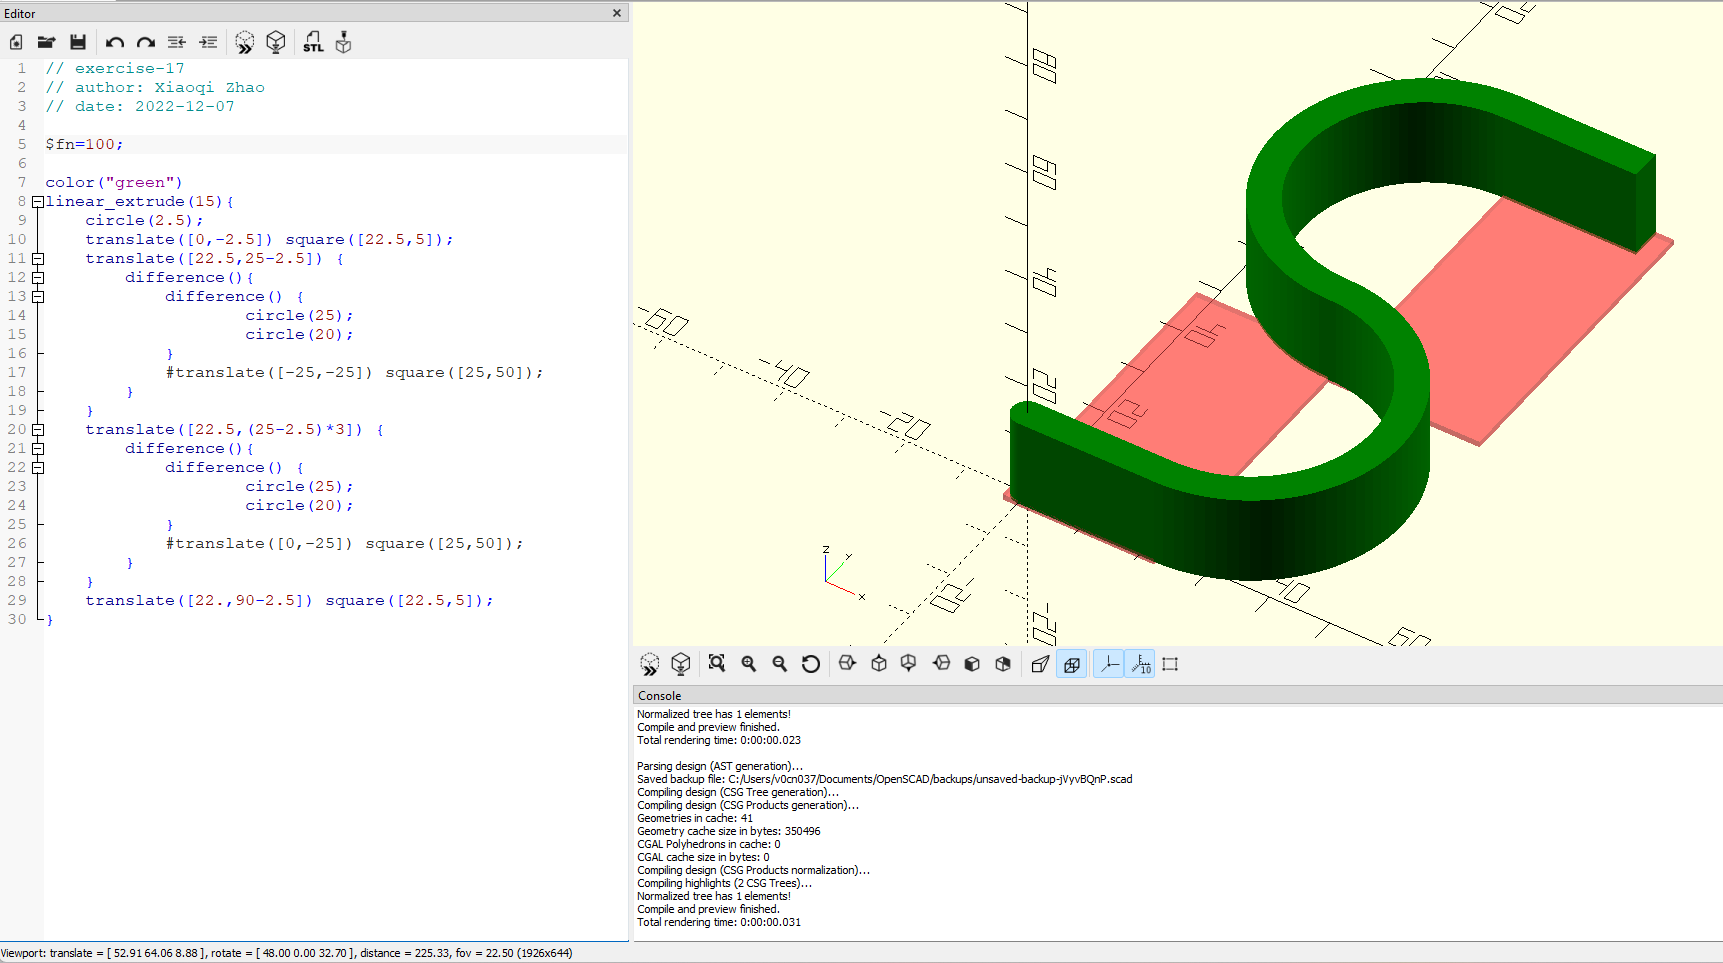 Editor
STL
1 // exercise-17
2 // author: Xiaoqi Zhao
3 // date: 2022-12-07
4
5 $fn=100;
6
7 color("green")
8 linear_extrude(15){
9 circle(2.5);
10 translate([0,-2.5]) square([22.5,5]);
11 translate([22.5,25-2.5]) {
12 difference(){
13 difference() {
14 circle(25);
15 circle(20);
16 }
17 #translate([-25,-25]) square([25,50]);
18 }
19 }
20 translate([22.5,(25-2.5)*3]) {
21 difference(){
22 difference() {
23 circle(25);
24 circle(20);
25 }
26 #translate([0,-25]) square([25,50]);
27 }
28 }
29 translate([22.,90-2.5]) square([22.5,5]);
30 }
80
60
40
20
-20
-60
-40
-20
40
60
20
40
-20
z
y
x
10
Console
Normalized tree has 1 elements!
Compile and preview finished.
Total rendering time: 0:00:00.023
Parsing design (AST generation)...
Saved backup file: C:/Users/v0cn037/Documents/OpenSCAD/backups/unsaved-backup-jVyvBQnP.scad
Compiling design (CSG Tree generation)...
Compiling design (CSG Products generation)...
Geometries in cache: 41
Geometry cache size in bytes: 350496
CGAL Polyhedrons in cache: 0
CGAL cache size in bytes: 0
Compiling design (CSG Products normalization)...
Compiling highlights (2 CSG Trees)...
Normalized tree has 1 elements!
Compile and preview finished.
Total rendering time: 0:00:00.031
Viewport: translate = [ 52.91 64.06 8.88 ], rotate = [ 48.00 0.00 32.70 ], distance = 225.33, fov = 22.50 (1926x644)